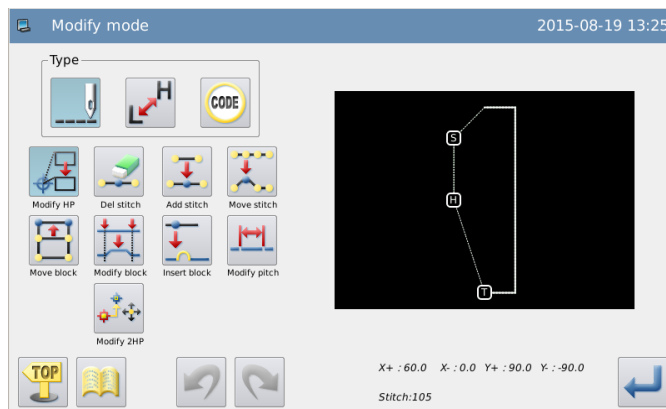 Modify mode
2015-08-19 13:25
Type
L H
CODE
Modify HP
Del stitch
Add stitch
Move stitch
Move block
Modify block
Insert block
Modify pitch
Modify 2HP
S
H
T
TOP
X+ : 60.0 X- : 0.0 Y+ : 90.0 Y- : -90.0
Stitch:105